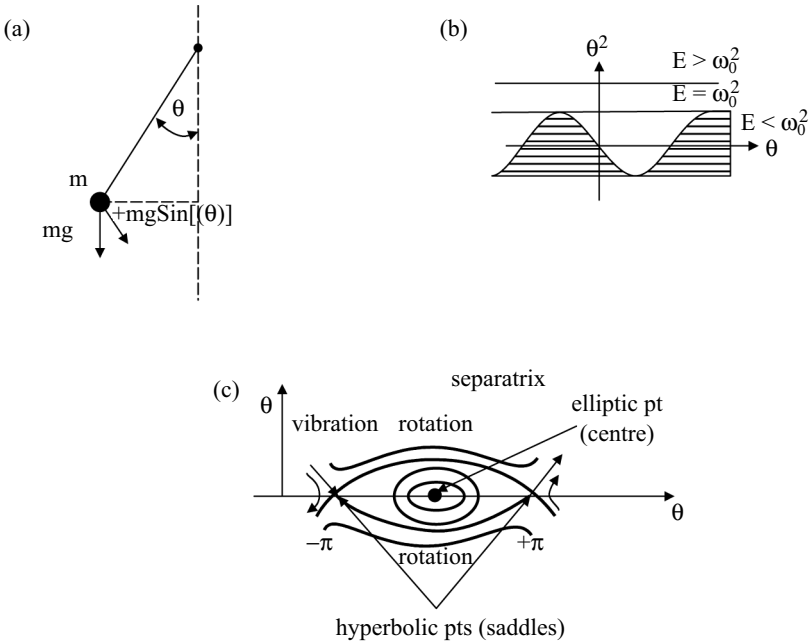 (a)
θ
m
+mgSin[(θ)]
mg
(b)
θ²
E > ω₀²
E = ω₀²
E < ω₀²
θ
(c)
separatrix
θ
elliptic pt
(centre)
vibration rotation
θ
–π
rotation
+π
hyperbolic pts (saddles)